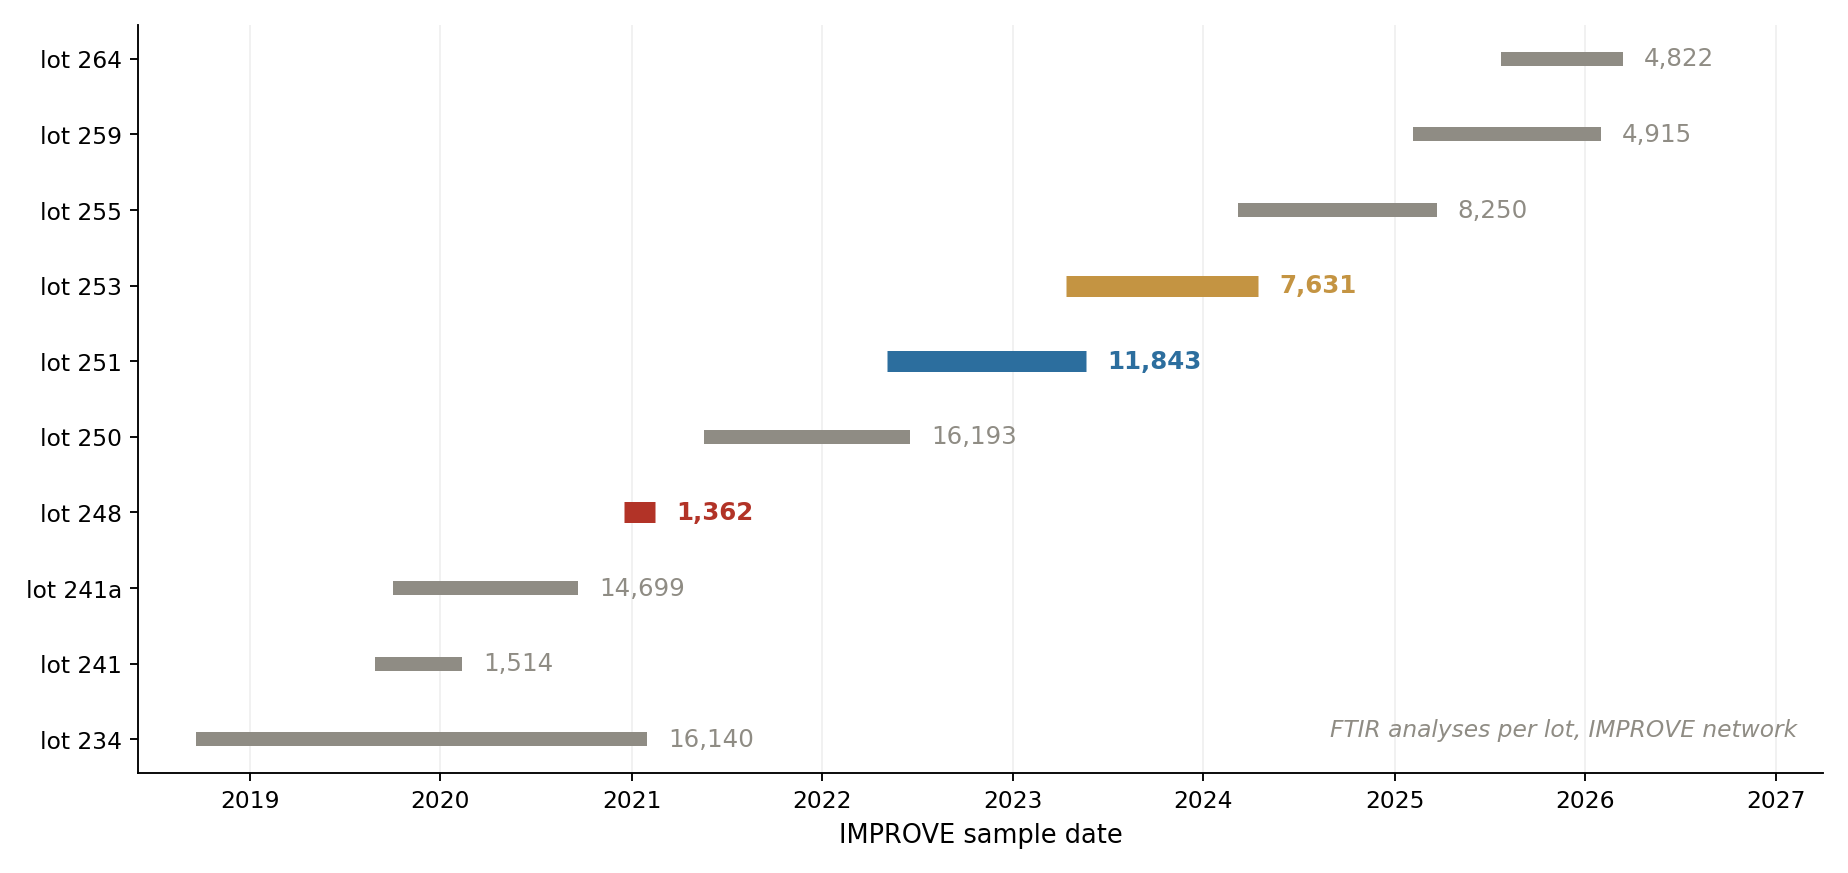 lot 264 4,822
lot 259 4,915
lot 255 8,250
lot 253 7,631
lot 251 11,843
lot 250 16,193
lot 248 1,362
lot 241a 14,699
lot 241 1,514
FTIR analyses per lot, IMPROVE network
lot 234 16,140
2019 2020 2021 2022 2023 2024 2025 2026 2027
IMPROVE sample date